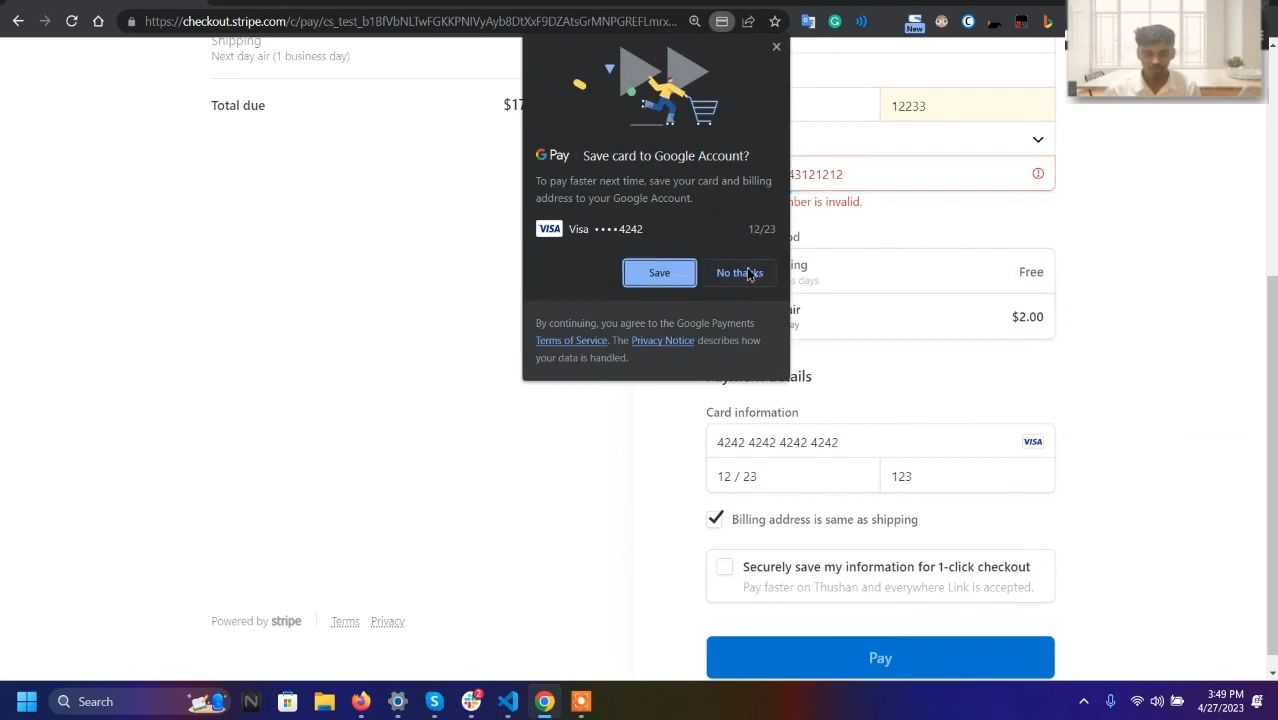 https://checkout.stripe.com/c/pay/cs_test_b1BfVbNLTwFGKKPNIVyAyb8DtXxF9DZAtsGrMNPGREFLmrx...
New
Shipping
Next day air (1 business day)
Total due
$17
G Pay
Save card to Google Account?
To pay faster next time, save your card and billing
address to your Google Account.
VISA Visa ••••4242 12/23
Save
No thanks
By continuing, you agree to the Google Payments
Terms of Service. The Privacy Notice describes how
your data is handled.
12233
43121212
is invalid.
Free
$2.00
Payment details
Card information
4242 4242 4242 4242 VISA
12 / 23
123
Billing address is same as shipping
Securely save my information for 1-click checkout
Pay faster on Thushan and everywhere Link is accepted.
Pay
Powered by stripe
Terms
Privacy
Search
2
3:49 PM
4/27/2023